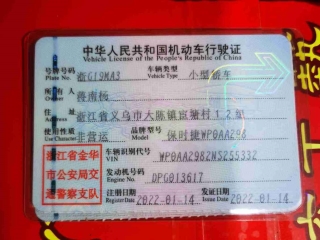 中华人民共和国机动车行驶证
Vehicle License of the People's Republic of China
号牌号码 浙G19MA3 车辆类型 小型轿车
Plate No. Vehicle Type
所有人
Owner
住址 浙江省义乌市大陈镇 12
Address
使用性质 非营运 品牌型号 保时捷WP0AA298
Use Character Model
浙江省金华
市公安局交
通警察支队
车辆识别代号 WP0AA2982NS255332
VIN
发动机号码 DPG013617
Engine No.
注册日期 2022-01-14 发证日期 2022-01-14
Register Date Issue Date